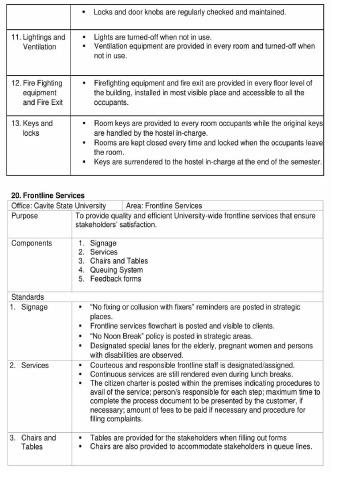 ▪ Locks and door knobs are regularly checked and maintained.
11. Lightings and Ventilation
▪ Lights are turned-off when not in use.
▪ Ventilation equipment are provided in every room and turned-off when
not in use.
12. Fire Fighting
equipment
and Fire Exit
▪ Firefighting equipment and fire exit are provided in every floor level of
the building, installed in most visible place and accessible to all the
occupants.
13. Keys and
locks
▪ Room keys are provided to every room occupants while the original keys
are handled by the hostel in-charge.
▪ Rooms are kept closed every time and locked when the occupants leave
the room.
▪ Keys are surrendered to the hostel in-charge at the end of the semester.
20. Frontline Services
Office: Cavite State University Area: Frontline Services
Purpose
To provide quality and efficient University-wide frontline services that ensure
stakeholders' satisfaction.
Components
1. Signage
2. Services
3. Chairs and Tables
4. Queuing System
5. Feedback forms
Standards
1. Signage
▪ "No fixing or collusion with fixers" reminders are posted in strategic
places.
▪ Frontline services flowchart is posted and visible to clients.
▪ "No Noon Break" policy is posted in strategic areas.
▪ Designated special lanes for the elderly, pregnant women and persons
with disabilities are observed.
2. Services
▪ Courteous and responsible frontline staff is designated/assigned.
▪ Continuous services are still rendered even during lunch breaks.
▪ The citizen charter is posted within the premises indicating procedures to
avail of the service; person/s responsible for each step; maximum time to
complete the process document to be presented by the customer, if
necessary; amount of fees to be paid if necessary and procedure for
filing complaints.
3. Chairs and
Tables
▪ Tables are provided for the stakeholders when filling out forms
▪ Chairs are also provided to accommodate stakeholders in queue lines.